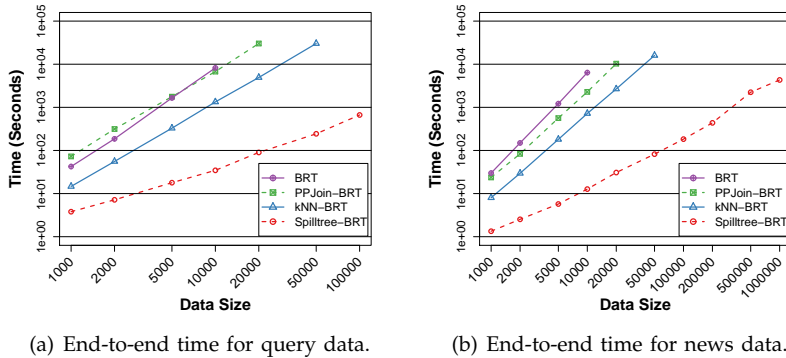 1e+05
1e+04
1e+03
1e+02
1e+01
1e+00
Time (Seconds)
BRT
PPJoin−BRT
kNN−BRT
Spilltree−BRT
1000
2000
5000
10000
20000
50000
100000
Data Size
(a) End-to-end time for query data.
1e+05
1e+04
1e+03
1e+02
1e+01
1e+00
Time (Seconds)
BRT
PPJoin−BRT
kNN−BRT
Spilltree−BRT
1000
2000
5000
10000
20000
50000
100000
200000
500000
1000000
Data Size
(b) End-to-end time for news data.